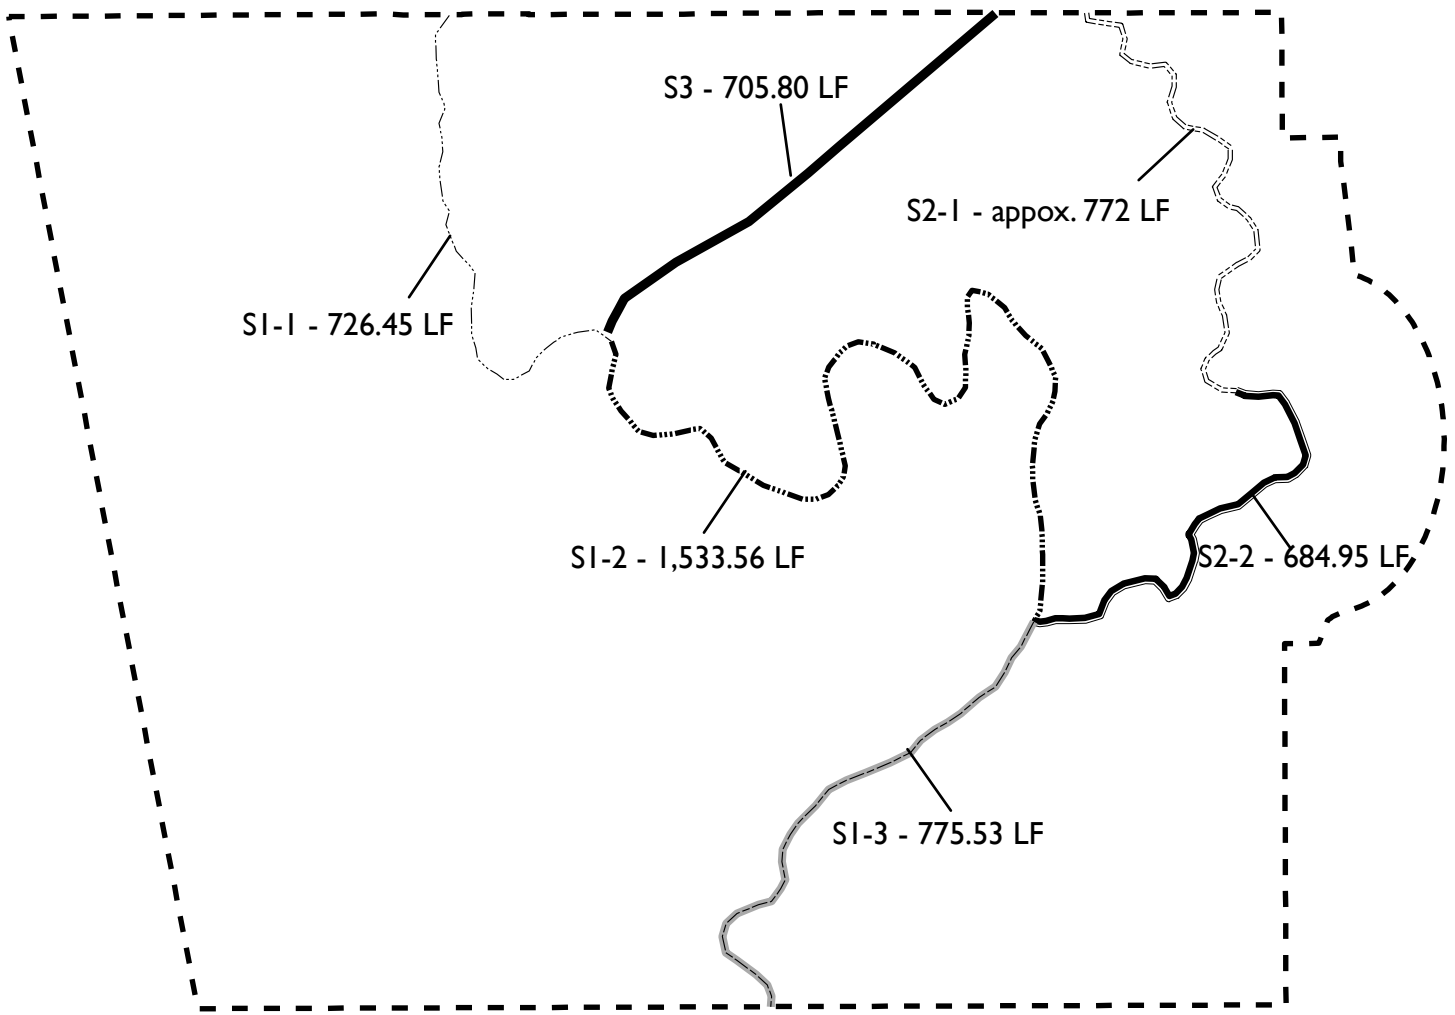 S3 - 705.80 LF
S2-1 - appox. 772 LF
S1-1 - 726.45 LF
S1-2 - 1,533.56 LF
S2-2 - 684.95 LF
S1-3 - 775.53 LF